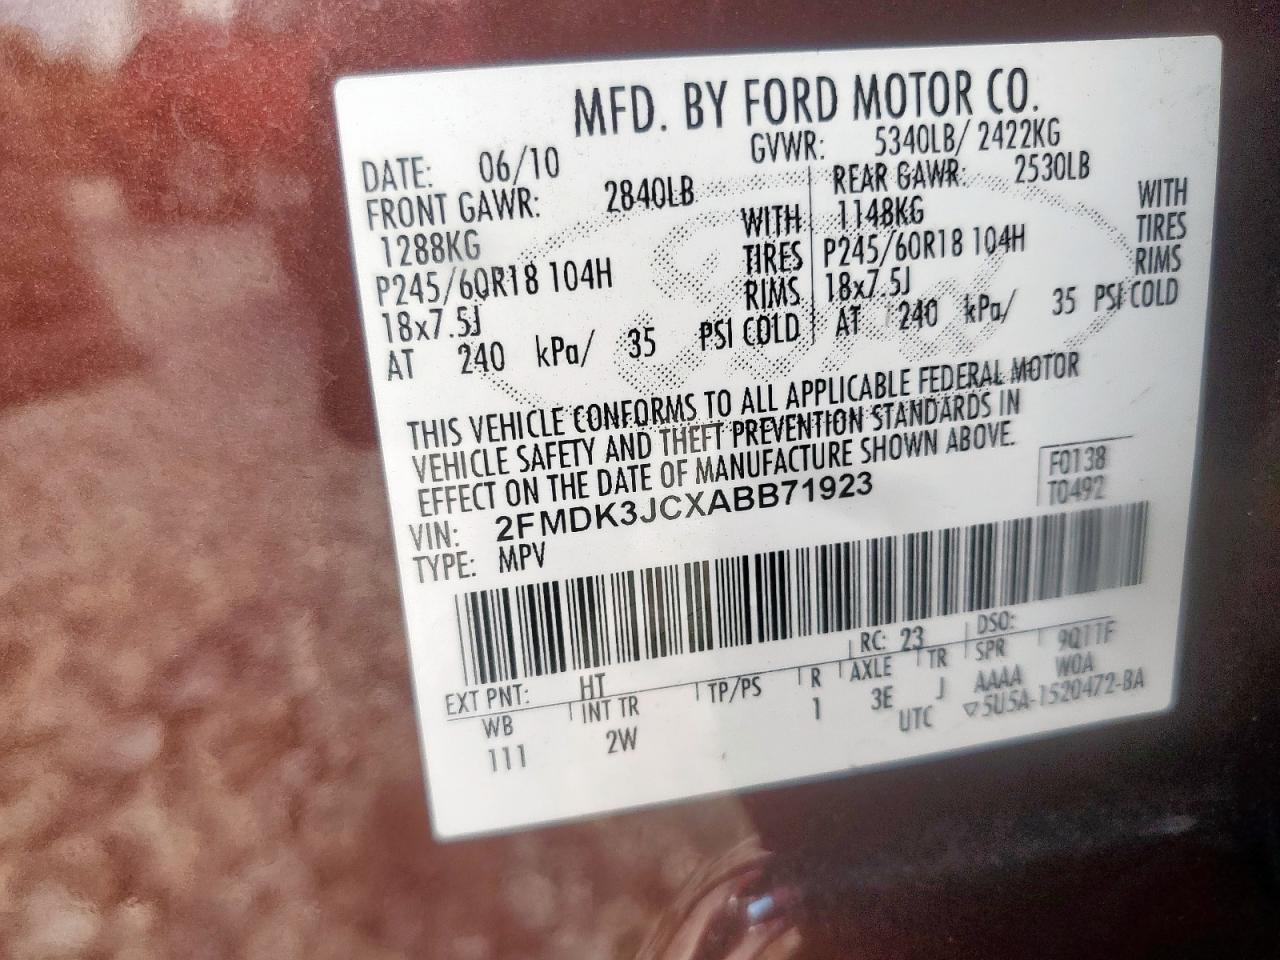 MFD. BY FORD MOTOR CO.
DATE: 06/10 GVWR: 5340LB/ 2422KG
FRONT GAWR: 2840LB REAR GAWR: 2530LB
1288KG WITH 1148KG WITH
P245/60R18 104H TIRES P245/60R18 104H TIRES
18x7.5J RIMS 18x7.5J RIMS
AT 240 kPa/ 35 PSI COLD AT 240 kPa/ 35 PSI COLD
THIS VEHICLE CONFORMS TO ALL APPLICABLE FEDERAL MOTOR
VEHICLE SAFETY AND THEFT PREVENTION STANDARDS IN
EFFECT ON THE DATE OF MANUFACTURE SHOWN ABOVE.
F0138
VIN: 2FMDK3JCXABB71923 T0492
TYPE: MPV
EXT PNT: HT RC: 23 DSO:
WB INT TR TP/PS R AXLE TR SPR 9Q11F
111 2W 1 3E J AAAA W0A
UTC ▽5U5A-1520472-BA